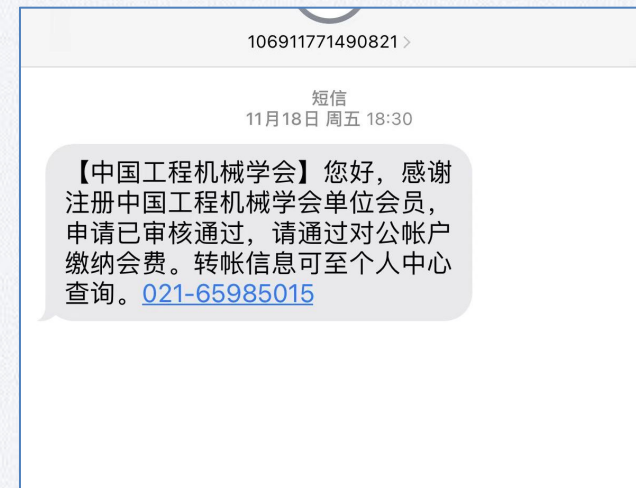 106911771490821 >
短信
11月18日 周五 18:30
【中国工程机械学会】您好，感谢
注册中国工程机械学会单位会员，
申请已审核通过，请通过对公帐户
缴纳会费。转帐信息可至个人中心
查询。021-65985015